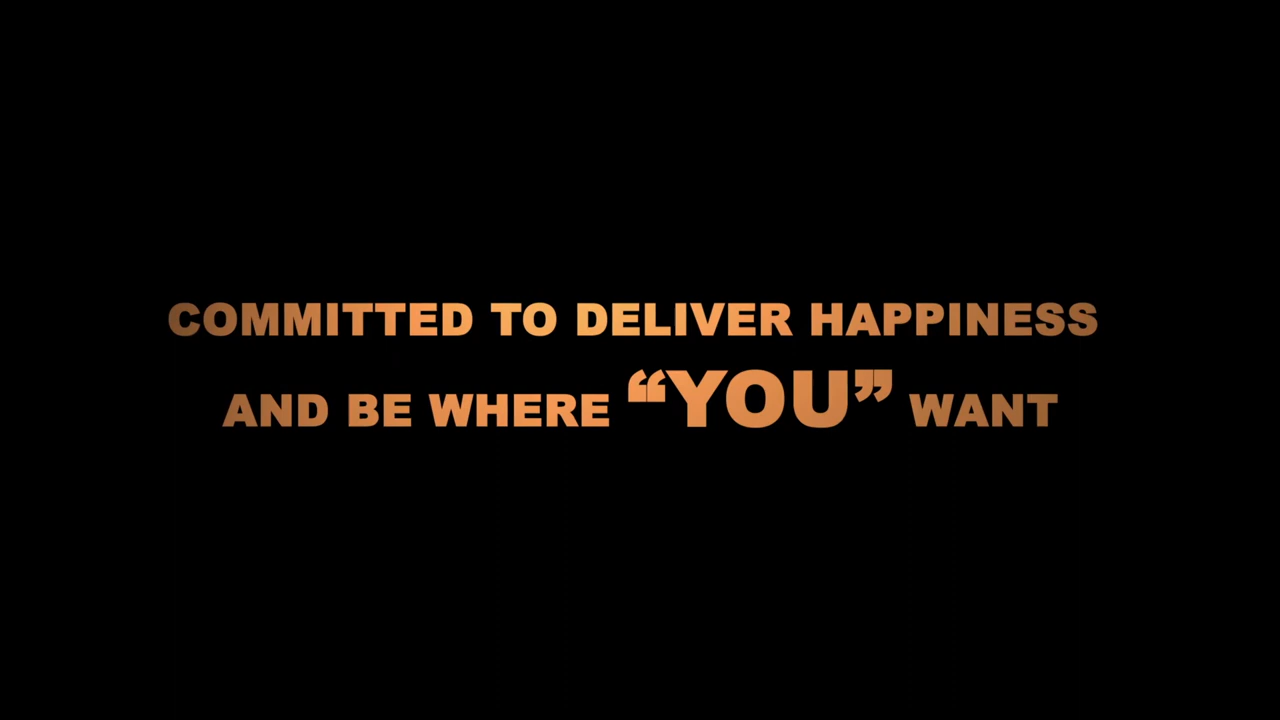 COMMITTED TO DELIVER HAPPINESS
AND BE WHERE “YOU” WANT